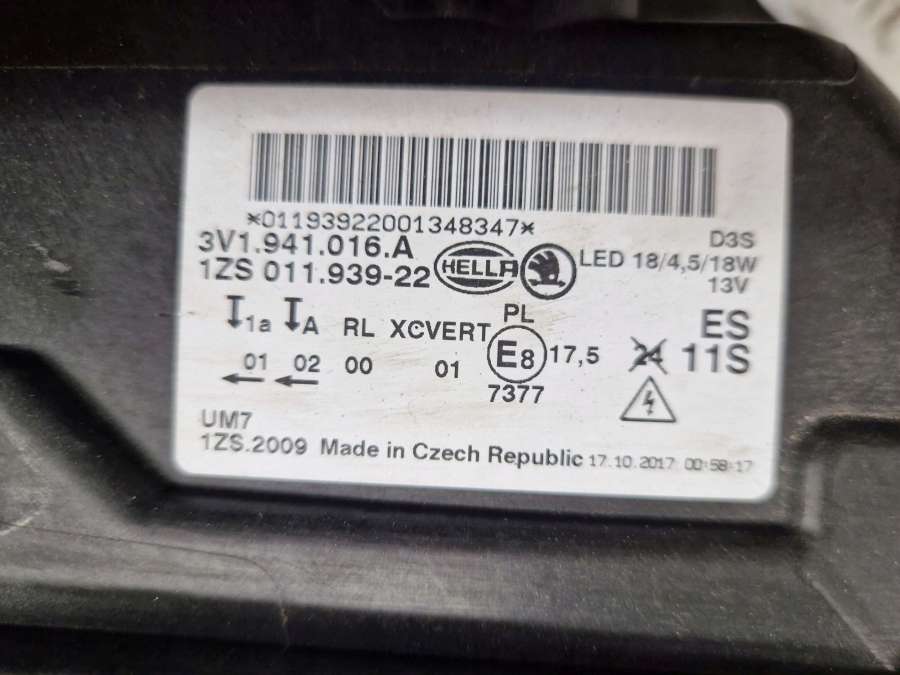 *01193922001348347*
3V1.941.016.A
1ZS 011.939-22
HELLA
D3S
LED 18/4,5/18W
13V
1a A RL XCVERT PL
01 02 00 01 E8 17,5
7377
ES
24 11S
UM7
1ZS.2009 Made in Czech Republic 17.10.2017 00:58:17